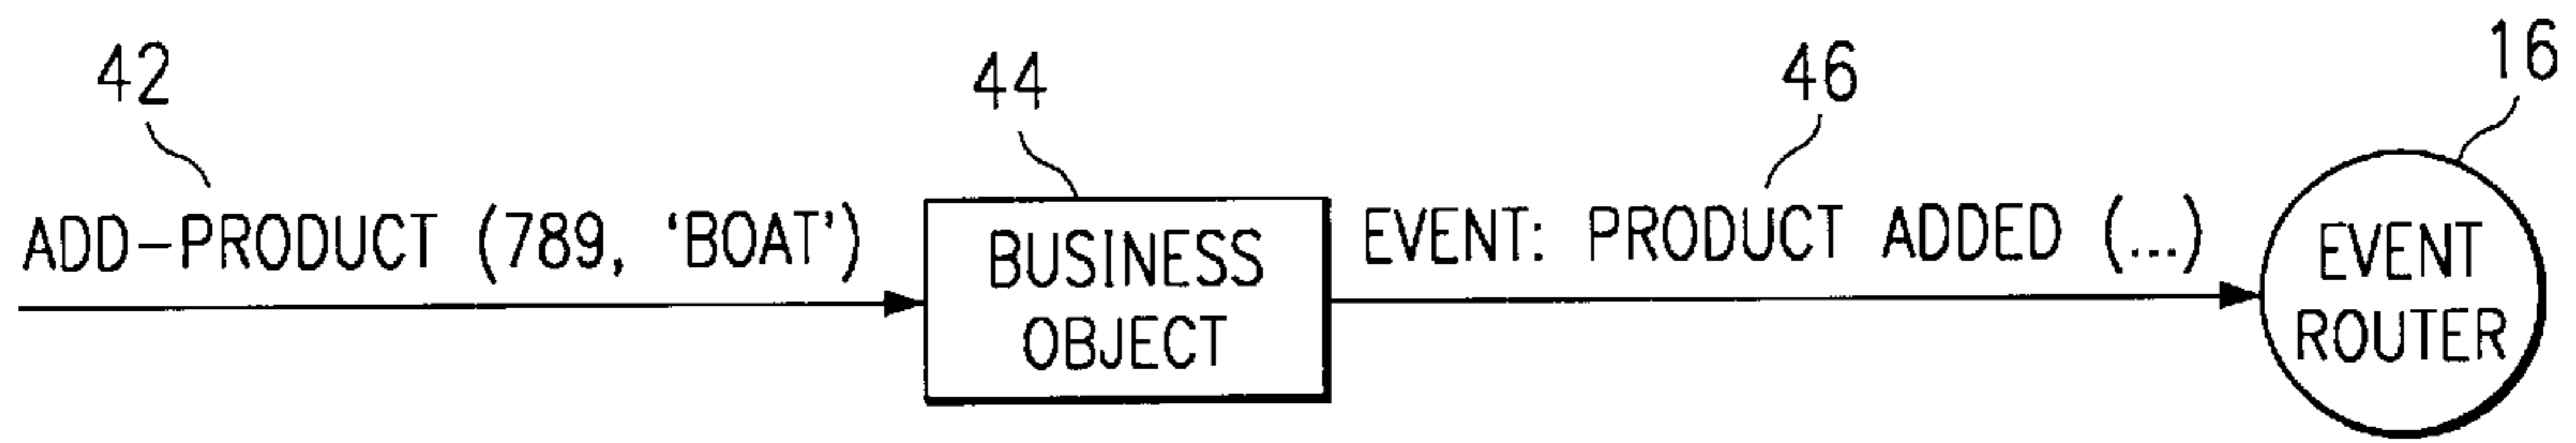 42
44
46
16
ADD-PRODUCT (789, 'BOAT')
BUSINESS
OBJECT
EVENT: PRODUCT ADDED (...)
EVENT
ROUTER